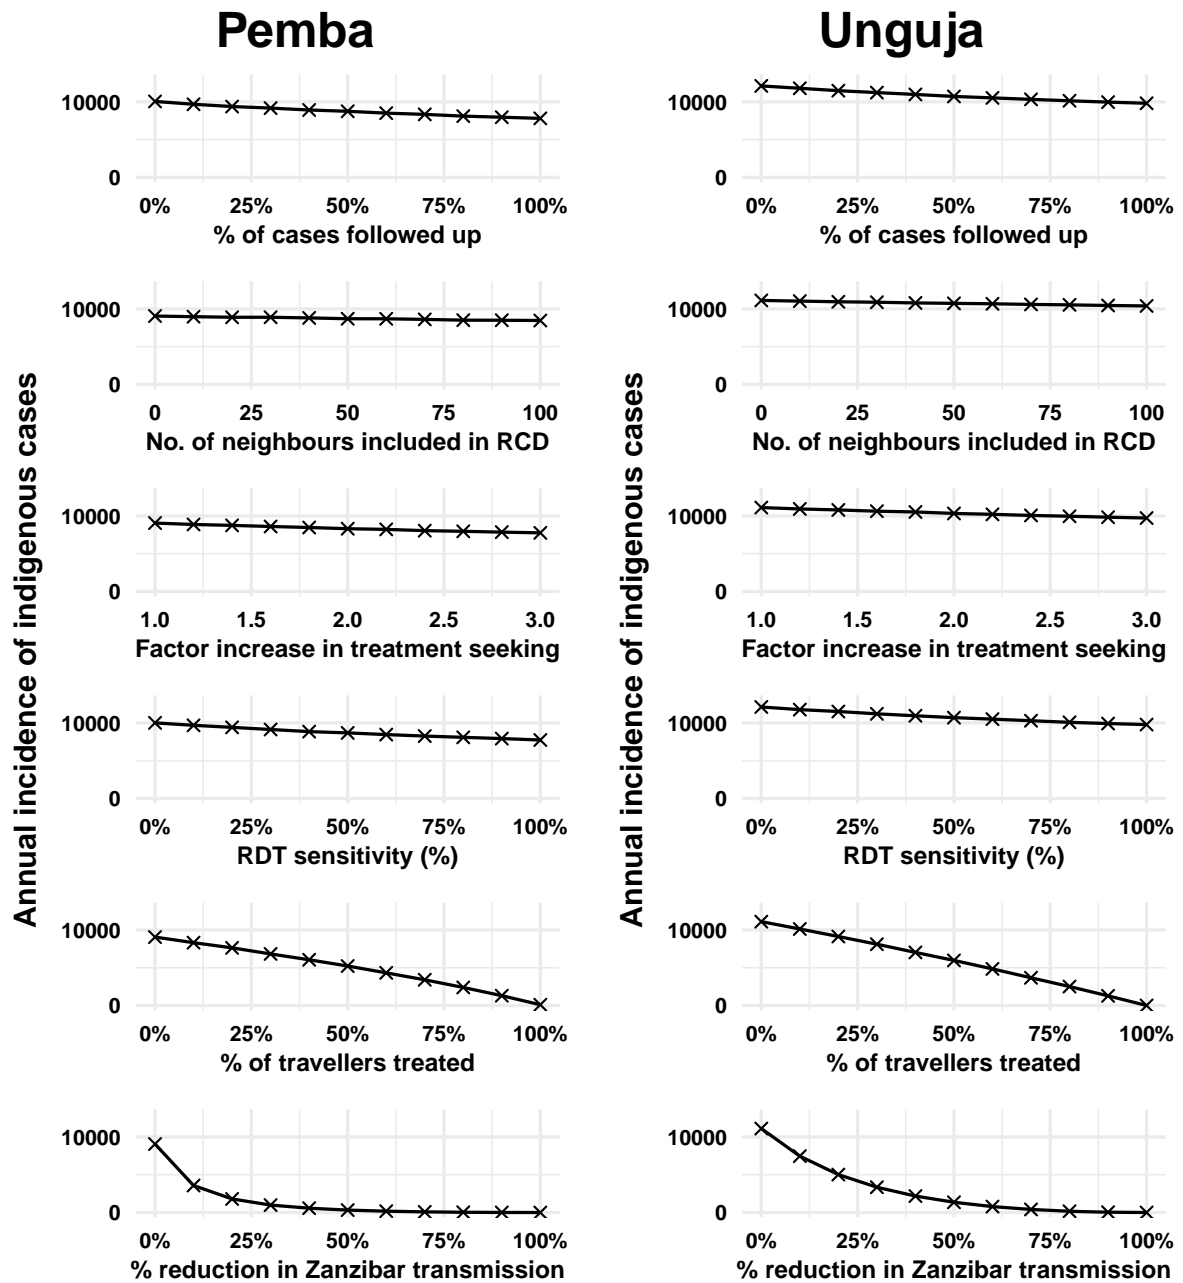 Pemba
Unguja
Annual incidence of indigenous cases
10000
0
0% 25% 50% 75% 100%
% of cases followed up
10000
0
0 25 50 75 100
No. of neighbours included in RCD
10000
0
1.0 1.5 2.0 2.5 3.0
Factor increase in treatment seeking
10000
0
0% 25% 50% 75% 100%
RDT sensitivity (%)
10000
0
0% 25% 50% 75% 100%
% of travellers treated
10000
0
0% 25% 50% 75% 100%
% reduction in Zanzibar transmission
Annual incidence of indigenous cases
10000
0
0% 25% 50% 75% 100%
% of cases followed up
10000
0
0 25 50 75 100
No. of neighbours included in RCD
10000
0
1.0 1.5 2.0 2.5 3.0
Factor increase in treatment seeking
10000
0
0% 25% 50% 75% 100%
RDT sensitivity (%)
10000
0
0% 25% 50% 75% 100%
% of travellers treated
10000
0
0% 25% 50% 75% 100%
% reduction in Zanzibar transmission